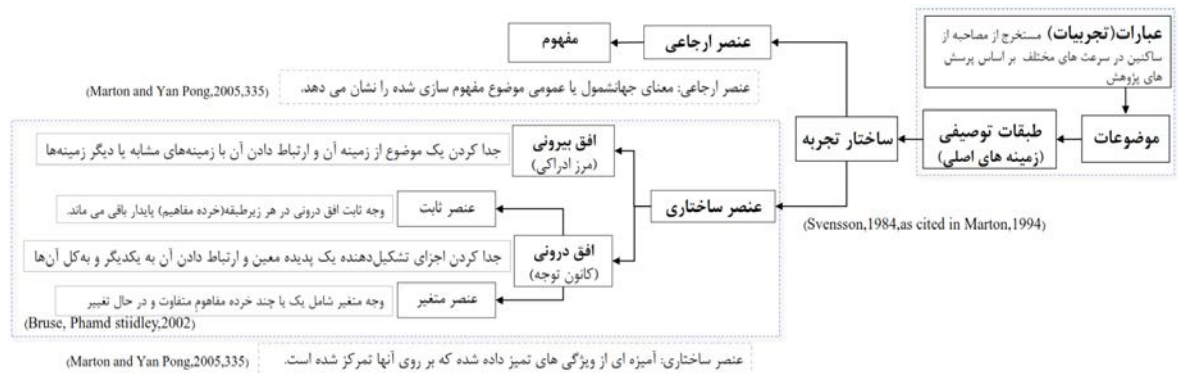 عبارات(تجربیات) مستخرج از مصاحبه از
ساکنین در سرعت های مختلف بر اساس پرسش
های پژوهش
موضوعات
طبقات توصیفی
(زمینه های اصلی)
ساختار تجربه
(Svensson,1984,as cited in Marton,1994)
عنصر ارجاعی
مفهوم
عنصر ارجاعی: معنای جهانشمول یا عمومی موضوع مفهوم سازی شده را نشان می دهد.
(Marton and Yan Pong,2005,335)
عنصر ساختاری
افق بیرونی
(مرز ادراکی)
جدا کردن یک موضوع از زمینه آن و ارتباط دادن آن با زمینه‌های مشابه یا دیگر زمینه‌ها
عنصر ثابت
وجه ثابت افق درونی در هر زیرطبقه(خرده مفاهیم) پایدار باقی می ماند.
افق درونی
(کانون توجه)
جدا کردن اجزای تشکیل‌دهنده یک پدیده معین و ارتباط دادن آن به یکدیگر و به‌کل آن‌ها
عنصر متغیر
وجه متغیر شامل یک یا چند خرده مفاهوم متفاوت و در حال تغییر
(Bruse, Phamd stiidley,2002)
عنصر ساختاری: آمیزه ای از ویژگی های تمیز داده شده که بر روی آنها تمرکز شده است.
(Marton and Yan Pong,2005,335)